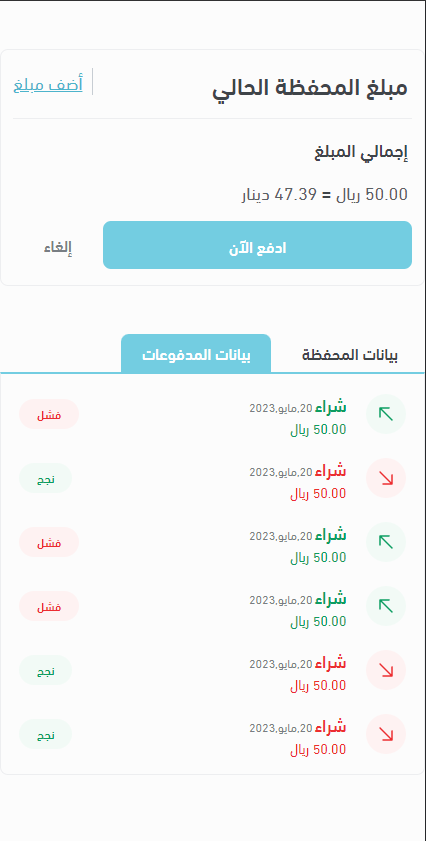 مبلغ المحفظة الحالي
أضف مبلغ
إجمالي المبلغ
50.00 ريال = 47.39 دينار
ادفع الآن
إلغاء
بيانات المحفظة
بيانات المدفوعات
شراء 20,مايو,2023
50.00 ريال
فشل
شراء 20,مايو,2023
50.00 ريال
نجح
شراء 20,مايو,2023
50.00 ريال
فشل
شراء 20,مايو,2023
50.00 ريال
فشل
شراء 20,مايو,2023
50.00 ريال
نجح
شراء 20,مايو,2023
50.00 ريال
نجح